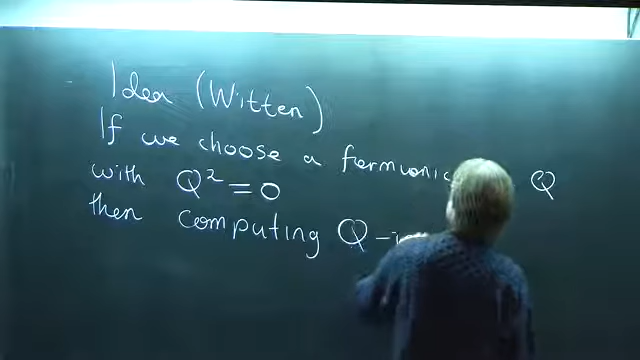 Idea (Witten)
If we choose a fermionic Q
with Q² = 0
then computing Q -